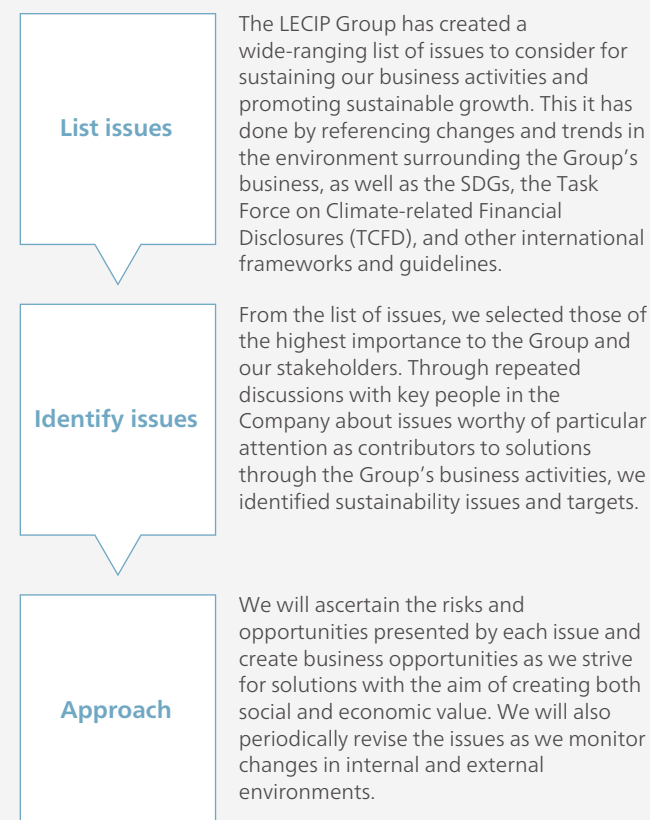 List issues
The LECIP Group has created a
wide-ranging list of issues to consider for
sustaining our business activities and
promoting sustainable growth. This it has
done by referencing changes and trends in
the environment surrounding the Group's
business, as well as the SDGs, the Task
Force on Climate-related Financial
Disclosures (TCFD), and other international
frameworks and guidelines.
Identify issues
From the list of issues, we selected those of
the highest importance to the Group and
our stakeholders. Through repeated
discussions with key people in the
Company about issues worthy of particular
attention as contributors to solutions
through the Group's business activities, we
identified sustainability issues and targets.
Approach
We will ascertain the risks and
opportunities presented by each issue and
create business opportunities as we strive
for solutions with the aim of creating both
social and economic value. We will also
periodically revise the issues as we monitor
changes in internal and external
environments.